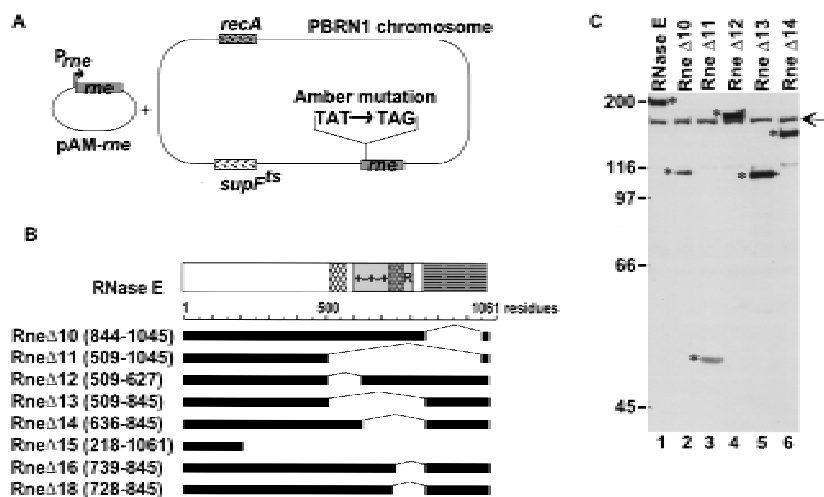 A
recA
PBRN1 chromosome
Prne
rne
+
pAM-rne
Amber mutation
TAT→TAG
supFts
rne
B
RNase E
R
1 500 1061 residues
RneΔ10 (844-1045)
RneΔ11 (509-1045)
RneΔ12 (509-627)
RneΔ13 (509-845)
RneΔ14 (636-845)
RneΔ15 (218-1061)
RneΔ16 (739-845)
RneΔ18 (728-845)
C
RNase E
Rne Δ10
Rne Δ11
Rne Δ12
Rne Δ13
Rne Δ14
200
116
97
66
45
1 2 3 4 5 6